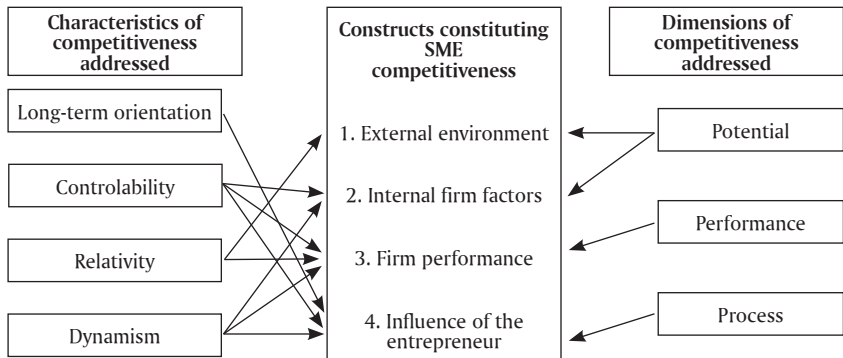 Characteristics of
competitiveness
addressed
Long-term orientation
Controlability
Relativity
Dynamism
Constructs constituting
SME
competitiveness
1. External environment
2. Internal firm factors
3. Firm performance
4. Influence of the
entrepreneur
Dimensions of
competitiveness
addressed
Potential
Performance
Process